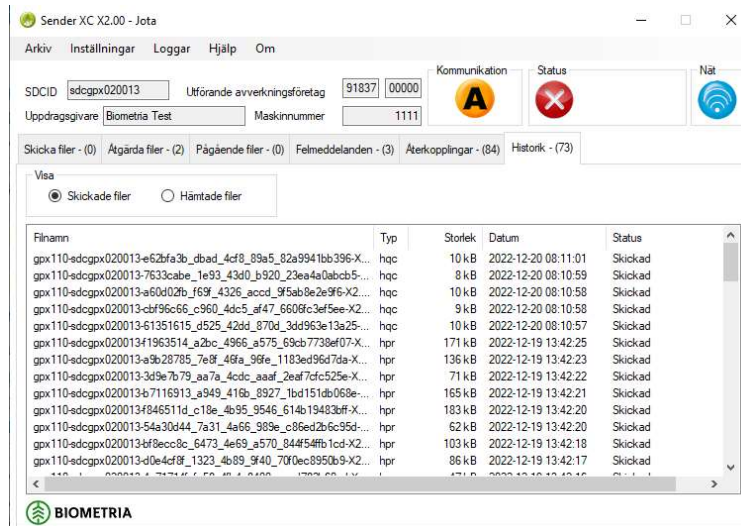 Sender XC X2.00 - Jota
Arkiv Inställningar Loggar Hjälp Om
Kommunikation Status Nät
SDCID sdcgpx020013 Utförande avverkningsföretag 91837 00000
A
Uppdragsgivare Biometria Test Maskinnummer 1111
Skicka filer - (0) Åtgärda filer - (2) Pågående filer - (0) Felmeddelanden - (3) Återkopplingar - (84) Historik - (73)
Visa
Skickade filer Hämtade filer
Filnamn Typ Storlek Datum Status
gpx110-sdcgpx020013-e62bfa3b_dbad_4cf8_89a5_82a9941bb396-X... hqc 10 kB 2022-12-20 08:11:01 Skickad
gpx110-sdcgpx020013-7633cabe_1e93_43d0_b920_23ea4a0abcb5-... hqc 8 kB 2022-12-20 08:10:59 Skickad
gpx110-sdcgpx020013-a60d02fb_f69f_4326_accd_9f5ab8e2e9f6-X2.... hqc 10 kB 2022-12-20 08:10:58 Skickad
gpx110-sdcgpx020013-cbf96c66_c960_4dc5_af47_6606fc3ef5ee-X2... hqc 9 kB 2022-12-20 08:10:58 Skickad
gpx110-sdcgpx020013-61351615_d525_42dd_870d_3dd963e13a25-... hqc 10 kB 2022-12-20 08:10:57 Skickad
gpx110-sdcgpx020013-f1963514_a2bc_4966_a575_69cb7738ef07-X... hpr 171 kB 2022-12-19 13:42:25 Skickad
gpx110-sdcgpx020013-a9b28785_7e8f_46fa_96fe_1183ed96d7da-X... hpr 136 kB 2022-12-19 13:42:23 Skickad
gpx110-sdcgpx020013-3d9e7b79_aa7a_4cdc_aaaf_2eaf7cfc525e-X... hpr 71 kB 2022-12-19 13:42:22 Skickad
gpx110-sdcgpx020013-b7116913_a949_416b_8927_1bd151db068e-... hpr 165 kB 2022-12-19 13:42:21 Skickad
gpx110-sdcgpx020013-f846511d_c18e_4b95_9546_614b19483bff-X... hpr 183 kB 2022-12-19 13:42:20 Skickad
gpx110-sdcgpx020013-54a30d44_7a31_4a66_989e_c86ed2b6c95d-... hpr 62 kB 2022-12-19 13:42:20 Skickad
gpx110-sdcgpx020013-bf8ecc8c_6473_4e69_a570_844f54ffb1cd-X2... hpr 103 kB 2022-12-19 13:42:18 Skickad
gpx110-sdcgpx020013-d0e4cf8f_1323_4b89_9f40_70f0ec8950b9-X2... hpr 86 kB 2022-12-19 13:42:17 Skickad
BIOMETRIA